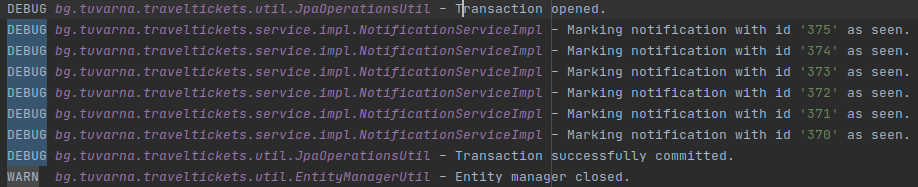 DEBUG bg.tuvarna.traveltickets.util.JpaOperationsUtil – Transaction opened.
DEBUG bg.tuvarna.traveltickets.service.impl.NotificationServiceImpl – Marking notification with id '375' as seen.
DEBUG bg.tuvarna.traveltickets.service.impl.NotificationServiceImpl – Marking notification with id '374' as seen.
DEBUG bg.tuvarna.traveltickets.service.impl.NotificationServiceImpl – Marking notification with id '373' as seen.
DEBUG bg.tuvarna.traveltickets.service.impl.NotificationServiceImpl – Marking notification with id '372' as seen.
DEBUG bg.tuvarna.traveltickets.service.impl.NotificationServiceImpl – Marking notification with id '371' as seen.
DEBUG bg.tuvarna.traveltickets.service.impl.NotificationServiceImpl – Marking notification with id '370' as seen.
DEBUG bg.tuvarna.traveltickets.util.JpaOperationsUtil – Transaction successfully committed.
WARN bg.tuvarna.traveltickets.util.EntityManagerUtil – Entity manager closed.